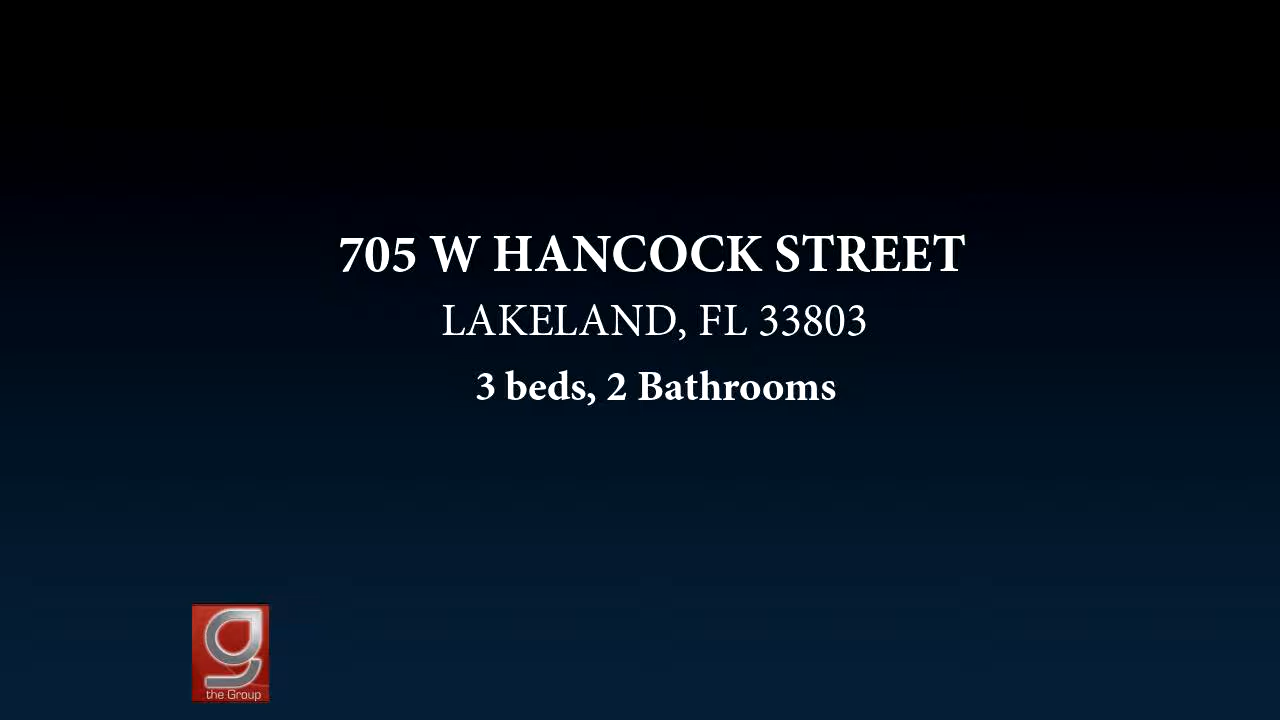 705 W HANCOCK STREET
LAKELAND, FL 33803
3 beds, 2 Bathrooms
g
the Group